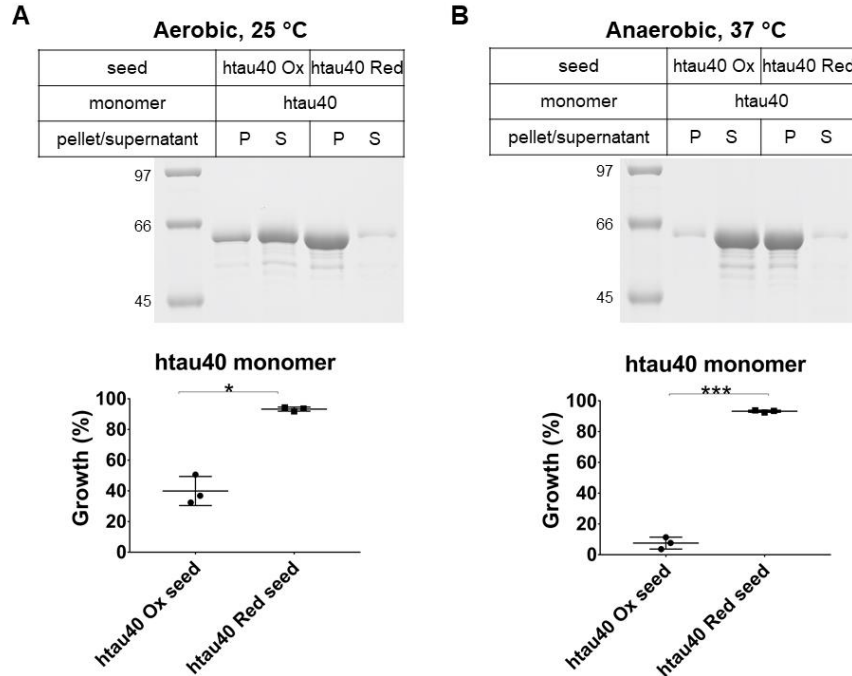 A
Aerobic, 25 °C
seed htau40 Ox htau40 Red
monomer htau40
pellet/supernatant P S P S
97
66
45
htau40 monomer
*
Growth (%)
100
80
60
40
20
0
htau40 Ox seed
htau40 Red seed
B
Anaerobic, 37 °C
seed htau40 Ox htau40 Red
monomer htau40
pellet/supernatant P S P S
97
66
45
htau40 monomer
***
Growth (%)
100
80
60
40
20
0
htau40 Ox seed
htau40 Red seed